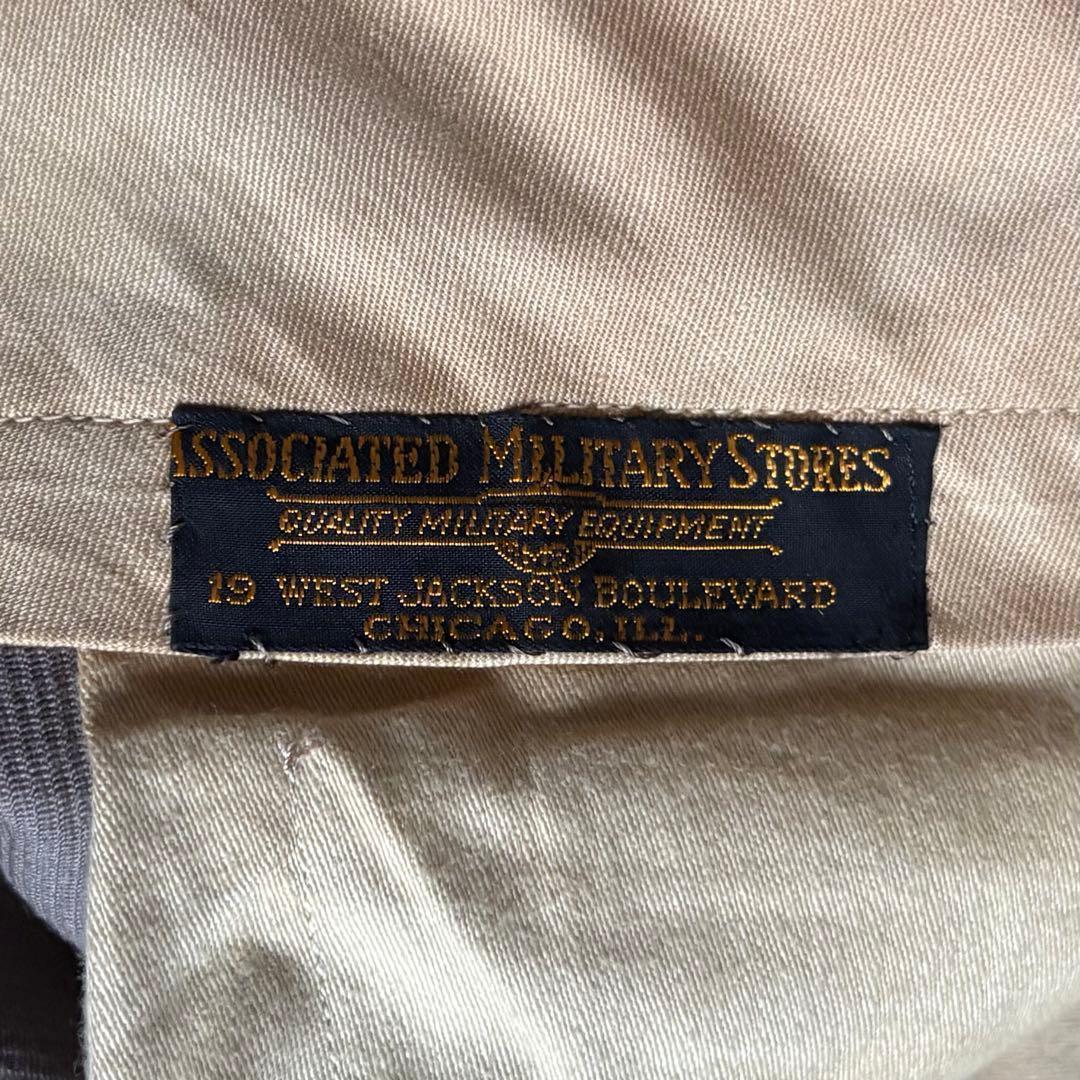 ASSOCIATED MILITARY STORES
QUALITY MILITARY EQUIPMENT
19 WEST JACKSON BOULEVARD
CHICAGO, ILL.